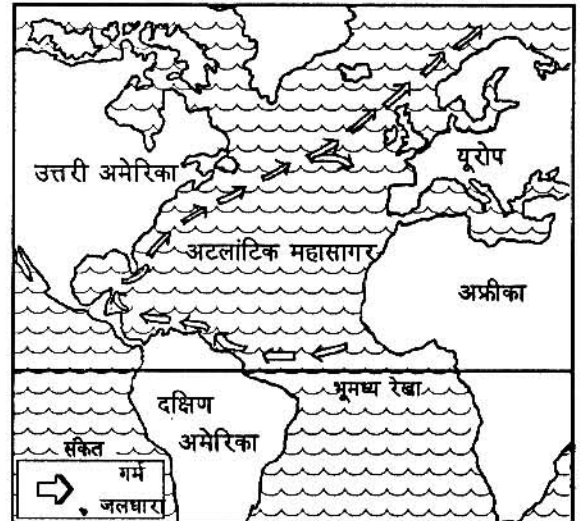 उत्तरी अमेरिका
यूरोप
अटलांटिक महासागर
अफ्रीका
भूमध्य रेखा
दक्षिण
अमेरिका
संकेत
गर्म
जलधारा